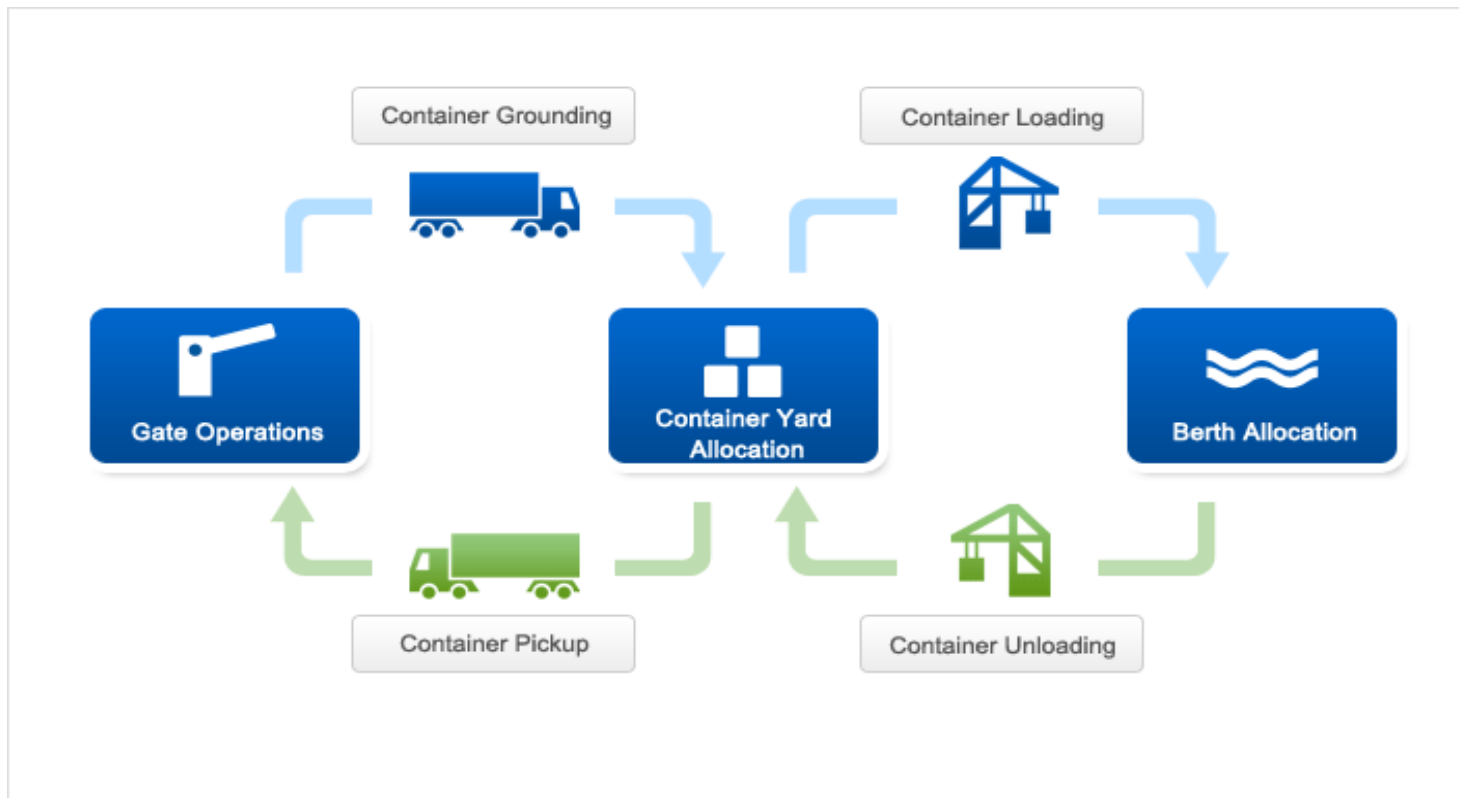 Container Grounding
Container Loading
Gate Operations
Container Yard
Allocation
Berth Allocation
Container Pickup
Container Unloading